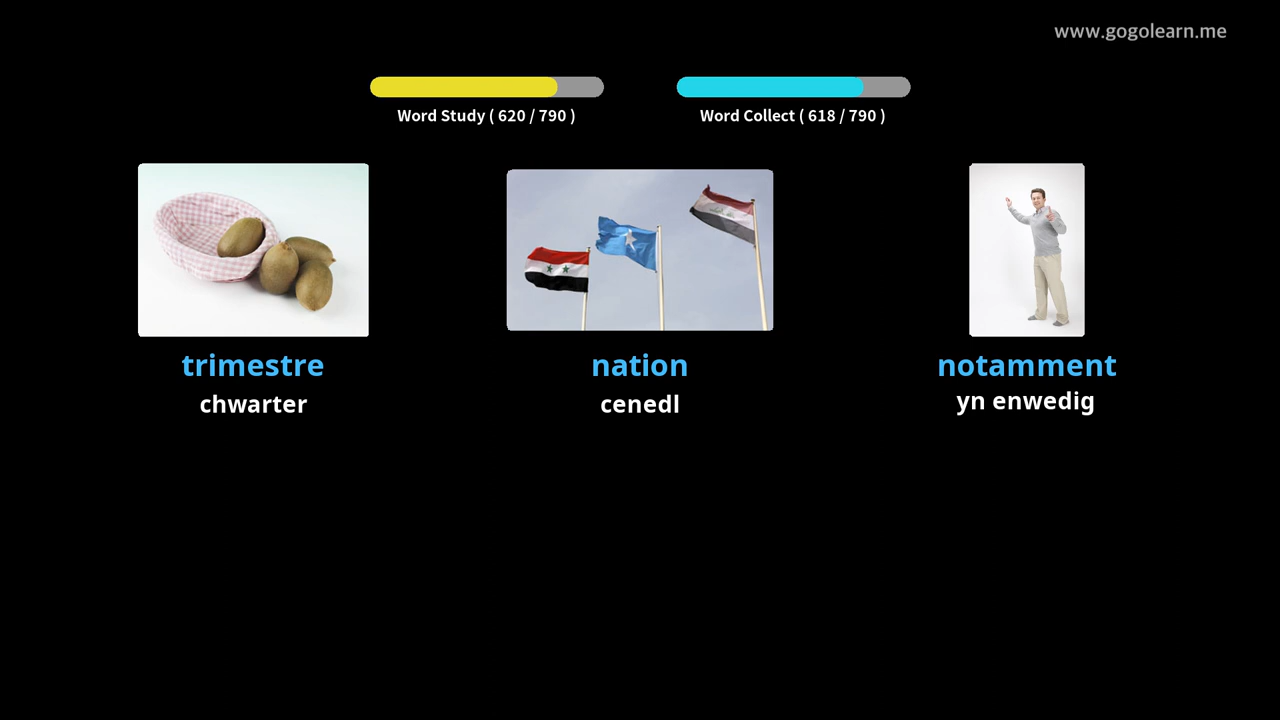 www.gogolearn.me
Word Study ( 620 / 790 )
Word Collect ( 618 / 790 )
trimestre
chwarter
nation
cenedl
notamment
yn enwedig